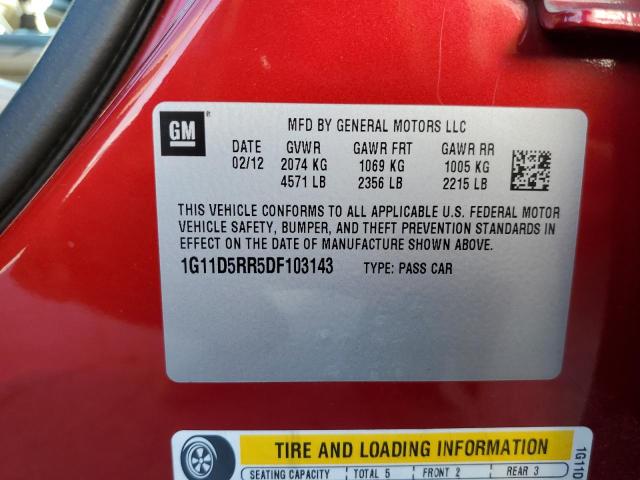 GM ®
MFD BY GENERAL MOTORS LLC
DATE GVWR GAWR FRT GAWR RR
02/12 2074 KG 1069 KG 1005 KG
4571 LB 2356 LB 2215 LB
THIS VEHICLE CONFORMS TO ALL APPLICABLE U.S. FEDERAL MOTOR
VEHICLE SAFETY, BUMPER, AND THEFT PREVENTION STANDARDS IN
EFFECT ON THE DATE OF MANUFACTURE SHOWN ABOVE.
1G11D5RR5DF103143 TYPE: PASS CAR
TIRE AND LOADING INFORMATION
SEATING CAPACITY TOTAL 5 FRONT 2 REAR 3
1G11D